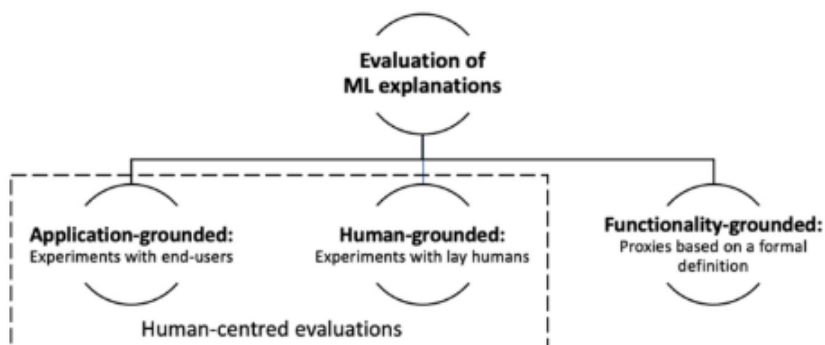 Evaluation of
ML explanations
Application-grounded:
Experiments with end-users
Human-grounded:
Experiments with lay humans
Functionality-grounded:
Proxies based on a formal
definition
Human-centred evaluations